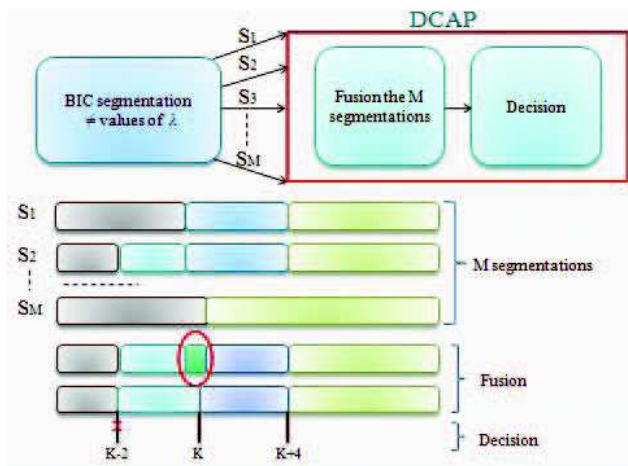 DCAP
S1
S2
S3
SM
BIC segmentation
≠ values of λ
Fusion the M
segmentations
Decision
S1
S2
SM
M segmentations
Fusion
Decision
K-2
K
K+4